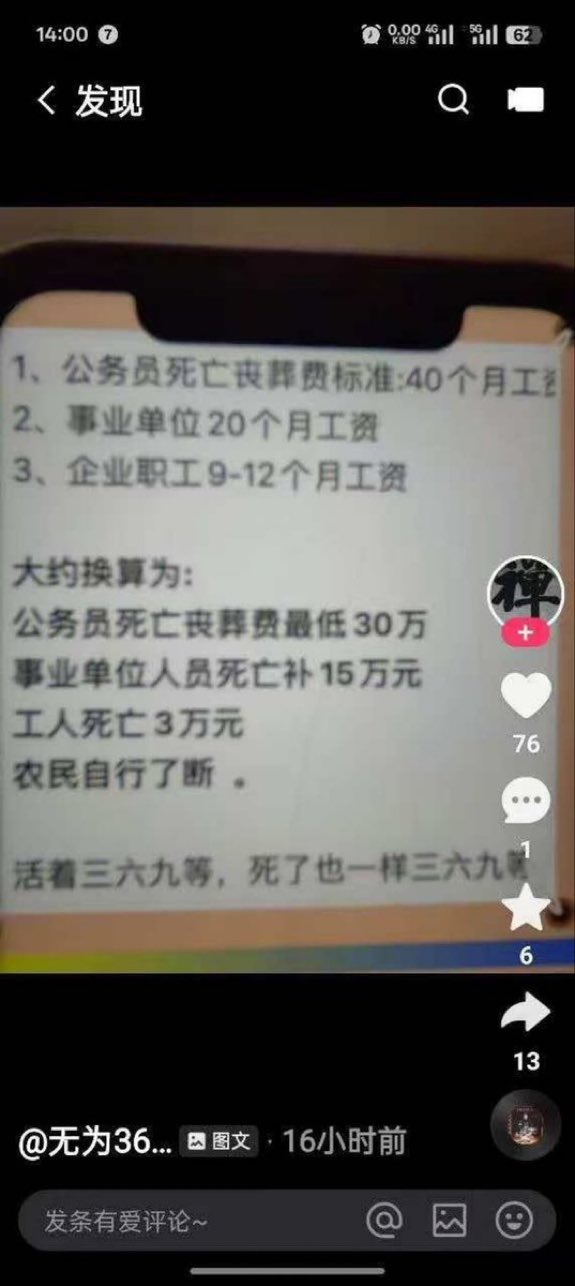 14:00 7 0.00 KB/S 4G 5G 62
发现
1、公务员死亡丧葬费标准:40个月工资
2、事业单位20个月工资
3、企业职工9-12个月工资
大约换算为:
公务员死亡丧葬费最低30万
事业单位人员死亡补15万元
工人死亡3万元
农民自行了断 。
活着三六九等，死了也一样三六九等
禅
76
1
6
13
@无为36... 图文 · 16小时前
发条有爱评论~